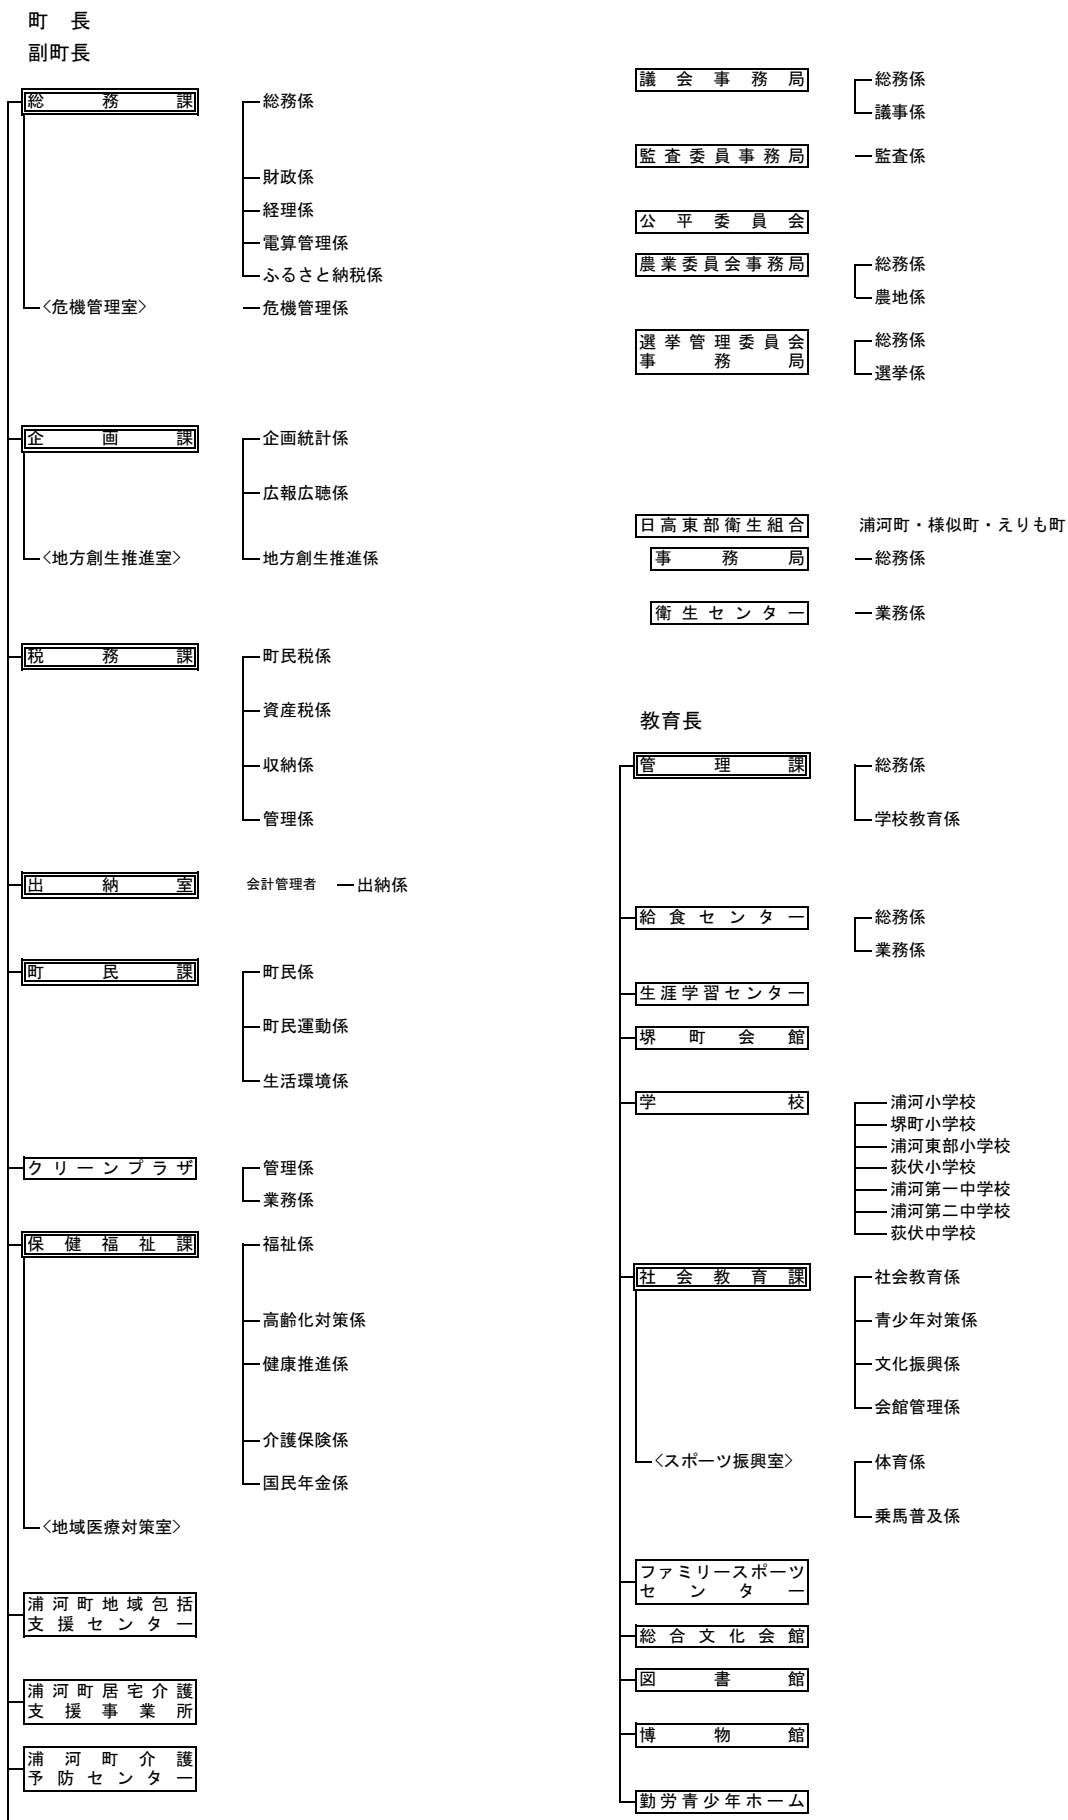 町　長
副町長
総務課
総務係
財政係
経理係
電算管理係
ふるさと納税係
〈危機管理室〉
危機管理係
企画課
企画統計係
広報広聴係
〈地方創生推進室〉
地方創生推進係
税務課
町民税係
資産税係
収納係
管理係
出納室
会計管理者
出納係
町民課
町民係
町民運動係
生活環境係
クリーンプラザ
管理係
業務係
保健福祉課
福祉係
高齢化対策係
健康推進係
介護保険係
国民年金係
〈地域医療対策室〉
浦河町地域包括
支援センター
浦河町居宅介護
支援事業所
浦河町介護
予防センター
議会事務局
総務係
議事係
監査委員事務局
監査係
公平委員会
農業委員会事務局
総務係
農地係
選挙管理委員会
事務局
総務係
選挙係
日高東部衛生組合
浦河町・様似町・えりも町
事務局
総務係
衛生センター
業務係
教育長
管理課
総務係
学校教育係
給食センター
総務係
業務係
生涯学習センター
堺町会館
学校
浦河小学校
堺町小学校
浦河東部小学校
荻伏小学校
浦河第一中学校
浦河第二中学校
荻伏中学校
社会教育課
社会教育係
青少年対策係
文化振興係
会館管理係
〈スポーツ振興室〉
体育係
乗馬普及係
ファミリースポーツ
センター
総合文化会館
図書館
博物館
勤労青少年ホーム